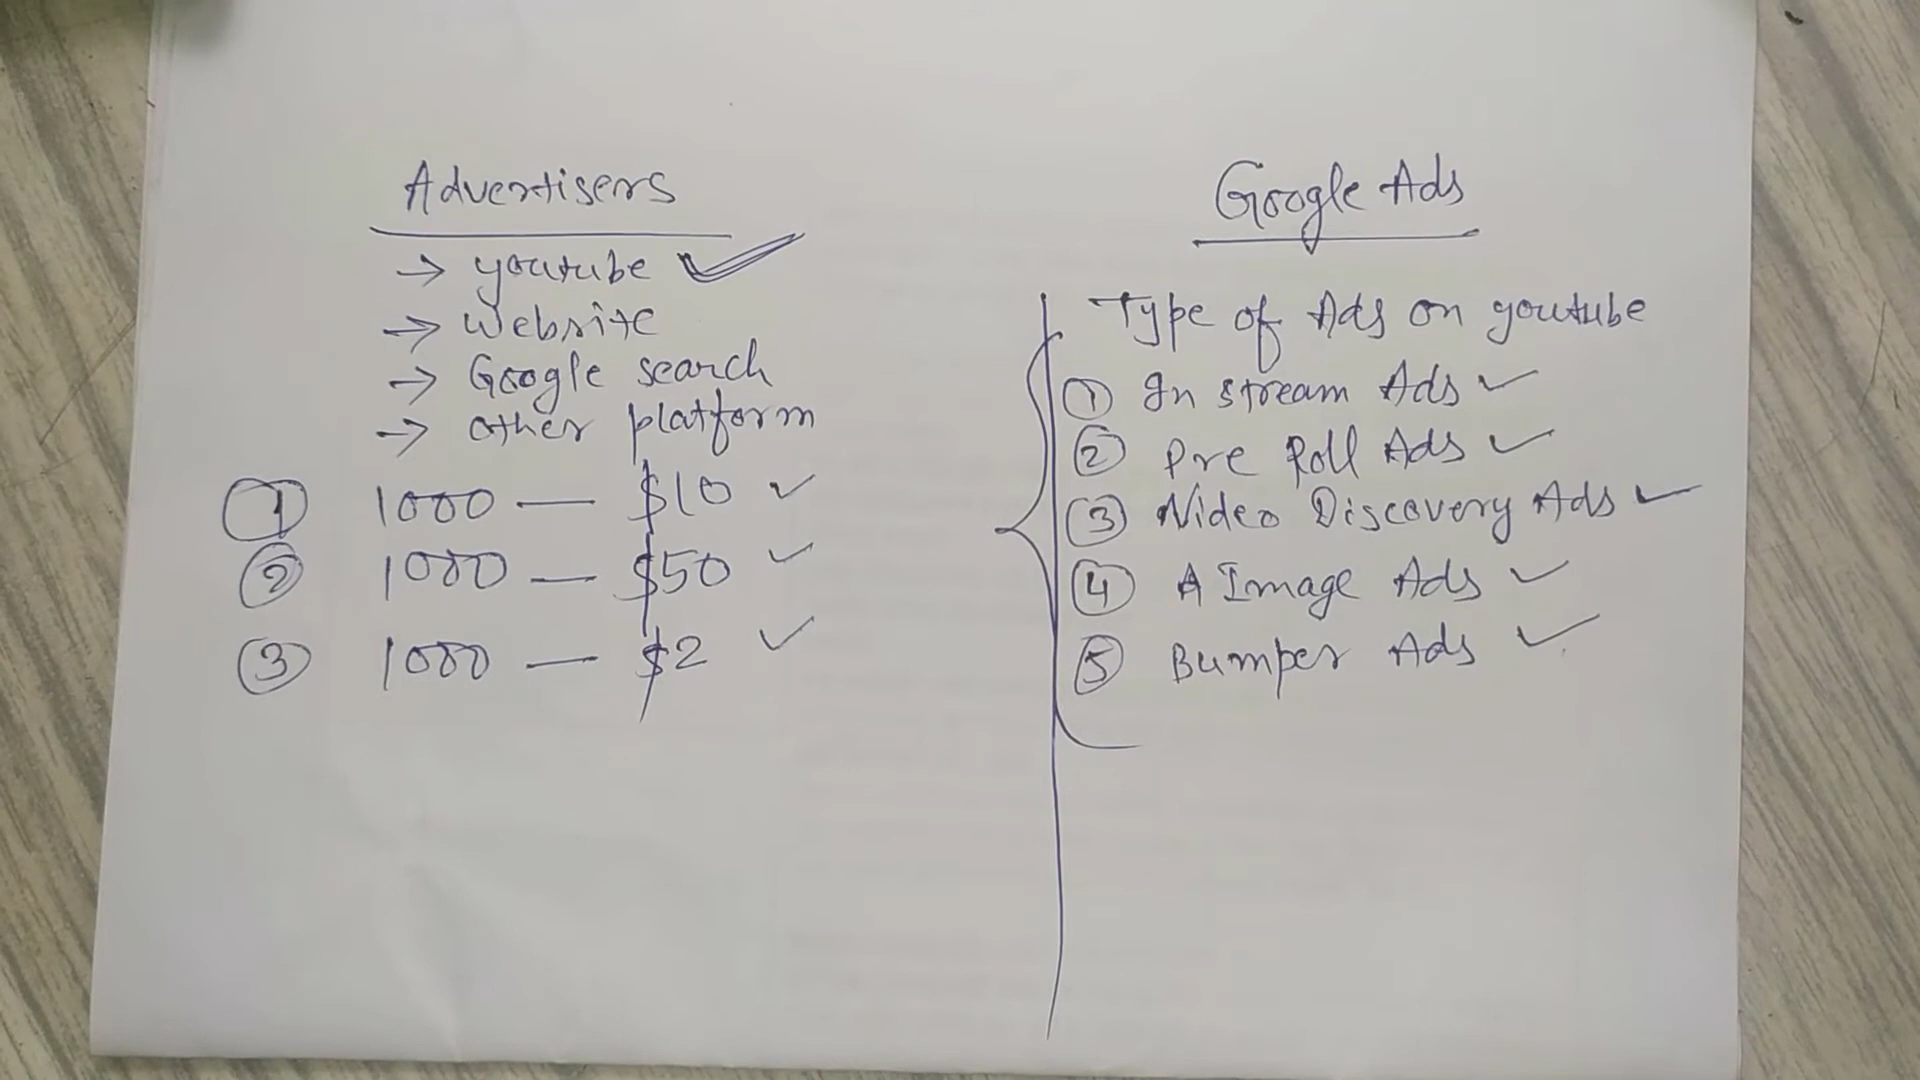 Advertisers
→ youtube ✓
→ Website
→ Google search
→ other platform
① 1000 — $10 ✓
② 1000 — $50 ✓
③ 1000 — $2 ✓
Google Ads
Type of Ads on youtube
① In stream Ads ✓
② Pre Roll Ads ✓
③ Video Discovery Ads ✓
④ A Image Ads ✓
⑤ Bumper Ads ✓